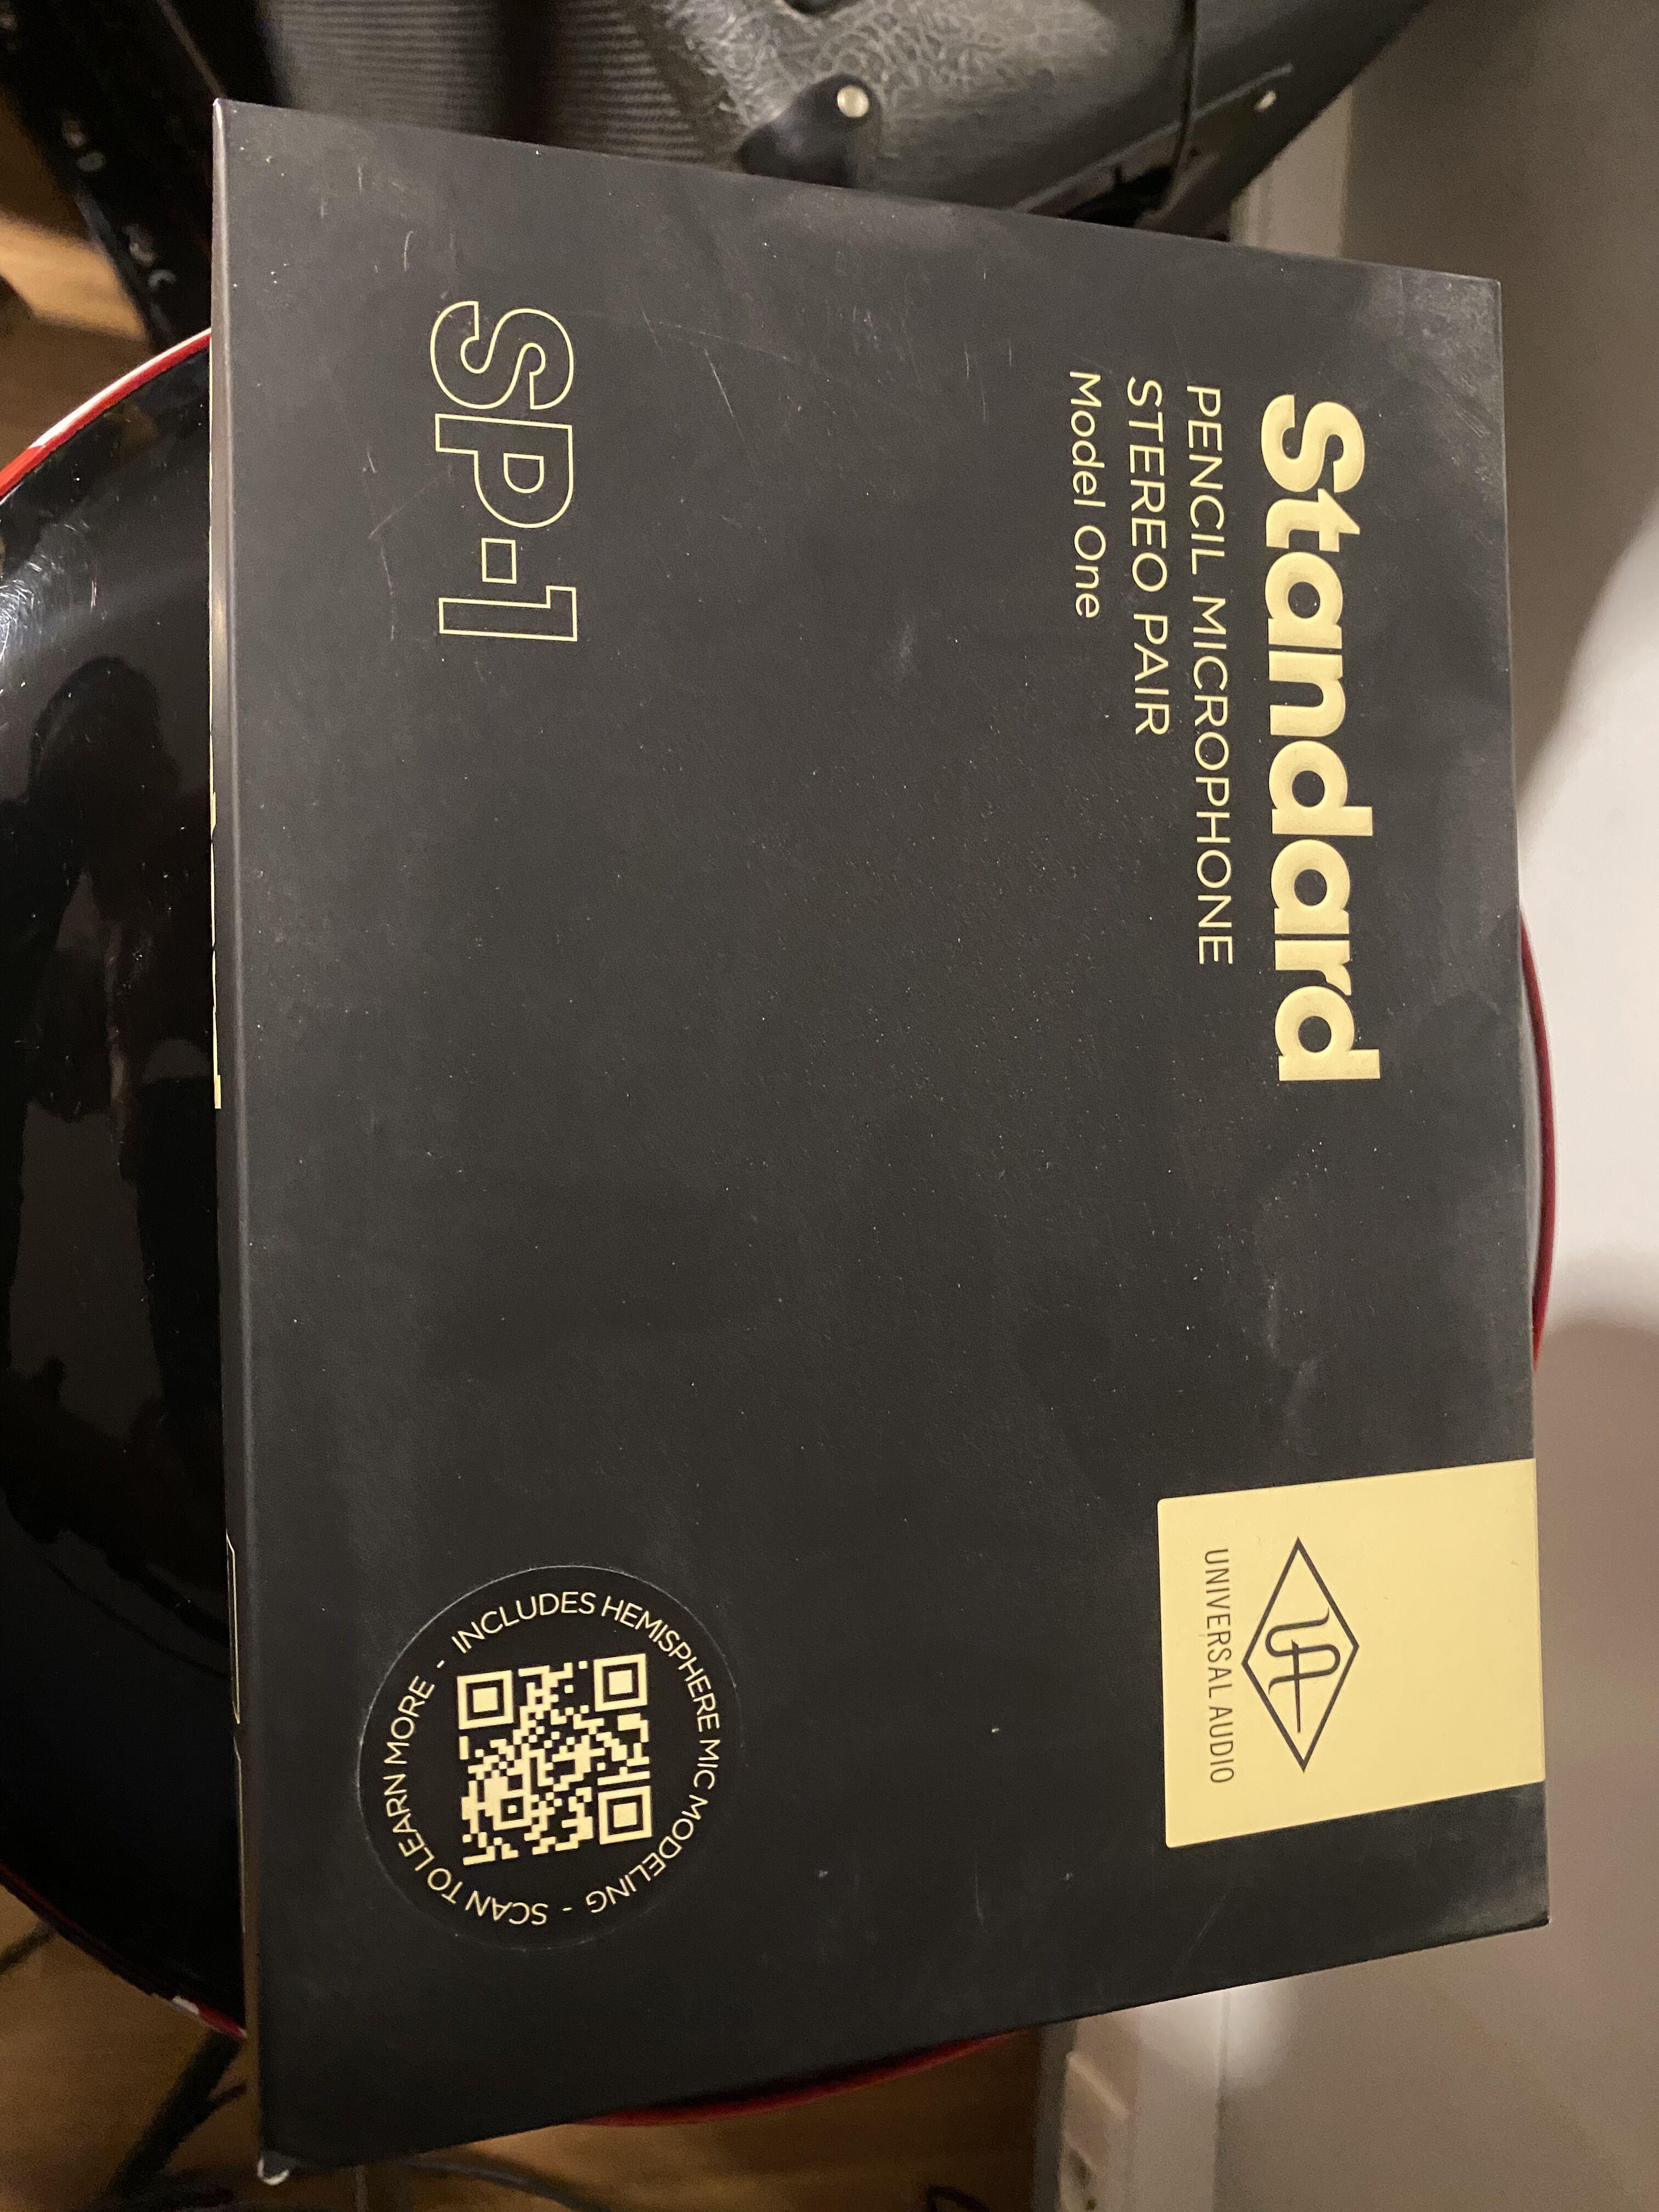 Standard
PENCIL MICROPHONE
STEREO PAIR
Model One
UA
UNIVERSAL AUDIO
SP-1
INCLUDES HEMISPHERE MIC MODELING - SCAN TO LEARN MORE -